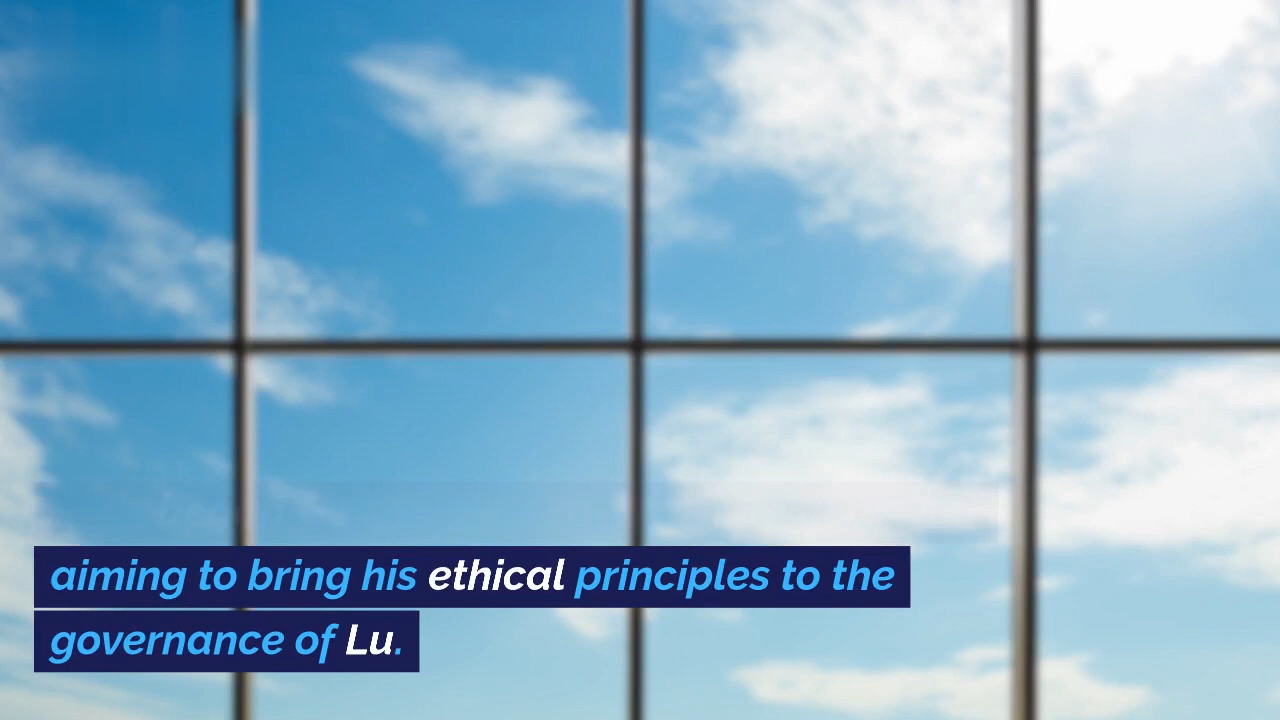 aiming to bring his ethical principles to the
governance of Lu.